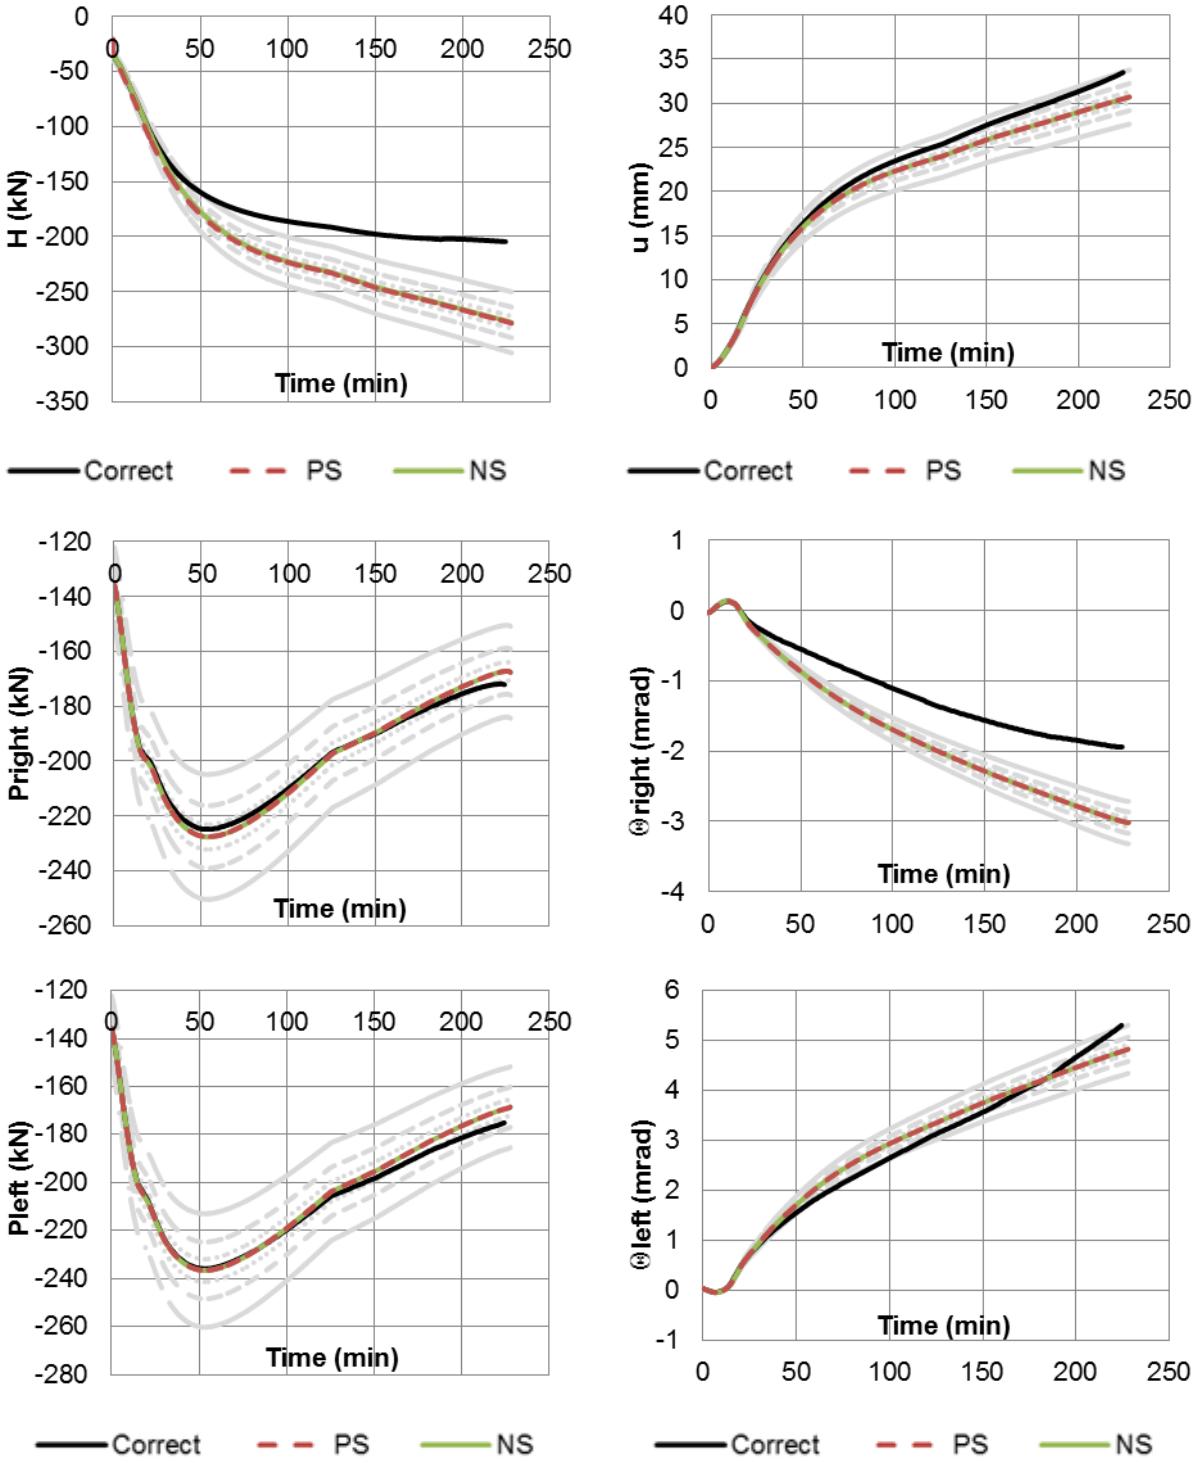 0
0 50 100 150 200 250
-50
-100
-150
-200
-250
-300
-350
H (kN)
Time (min)
40
35
30
25
20
15
10
5
0
u (mm)
Time (min)
0 50 100 150 200 250
Correct PS NS
Correct PS NS
-120
0 50 100 150 200 250
-140
-160
-180
-200
-220
-240
-260
Pright (kN)
Time (min)
1
0
-1
-2
-3
-4
Θright (mrad)
Time (min)
0 50 100 150 200 250
-120
0 50 100 150 200 250
-140
-160
-180
-200
-220
-240
-260
-280
Pleft (kN)
Time (min)
6
5
4
3
2
1
0
-1
Θleft (mrad)
Time (min)
0 50 100 150 200 250
Correct PS NS
Correct PS NS